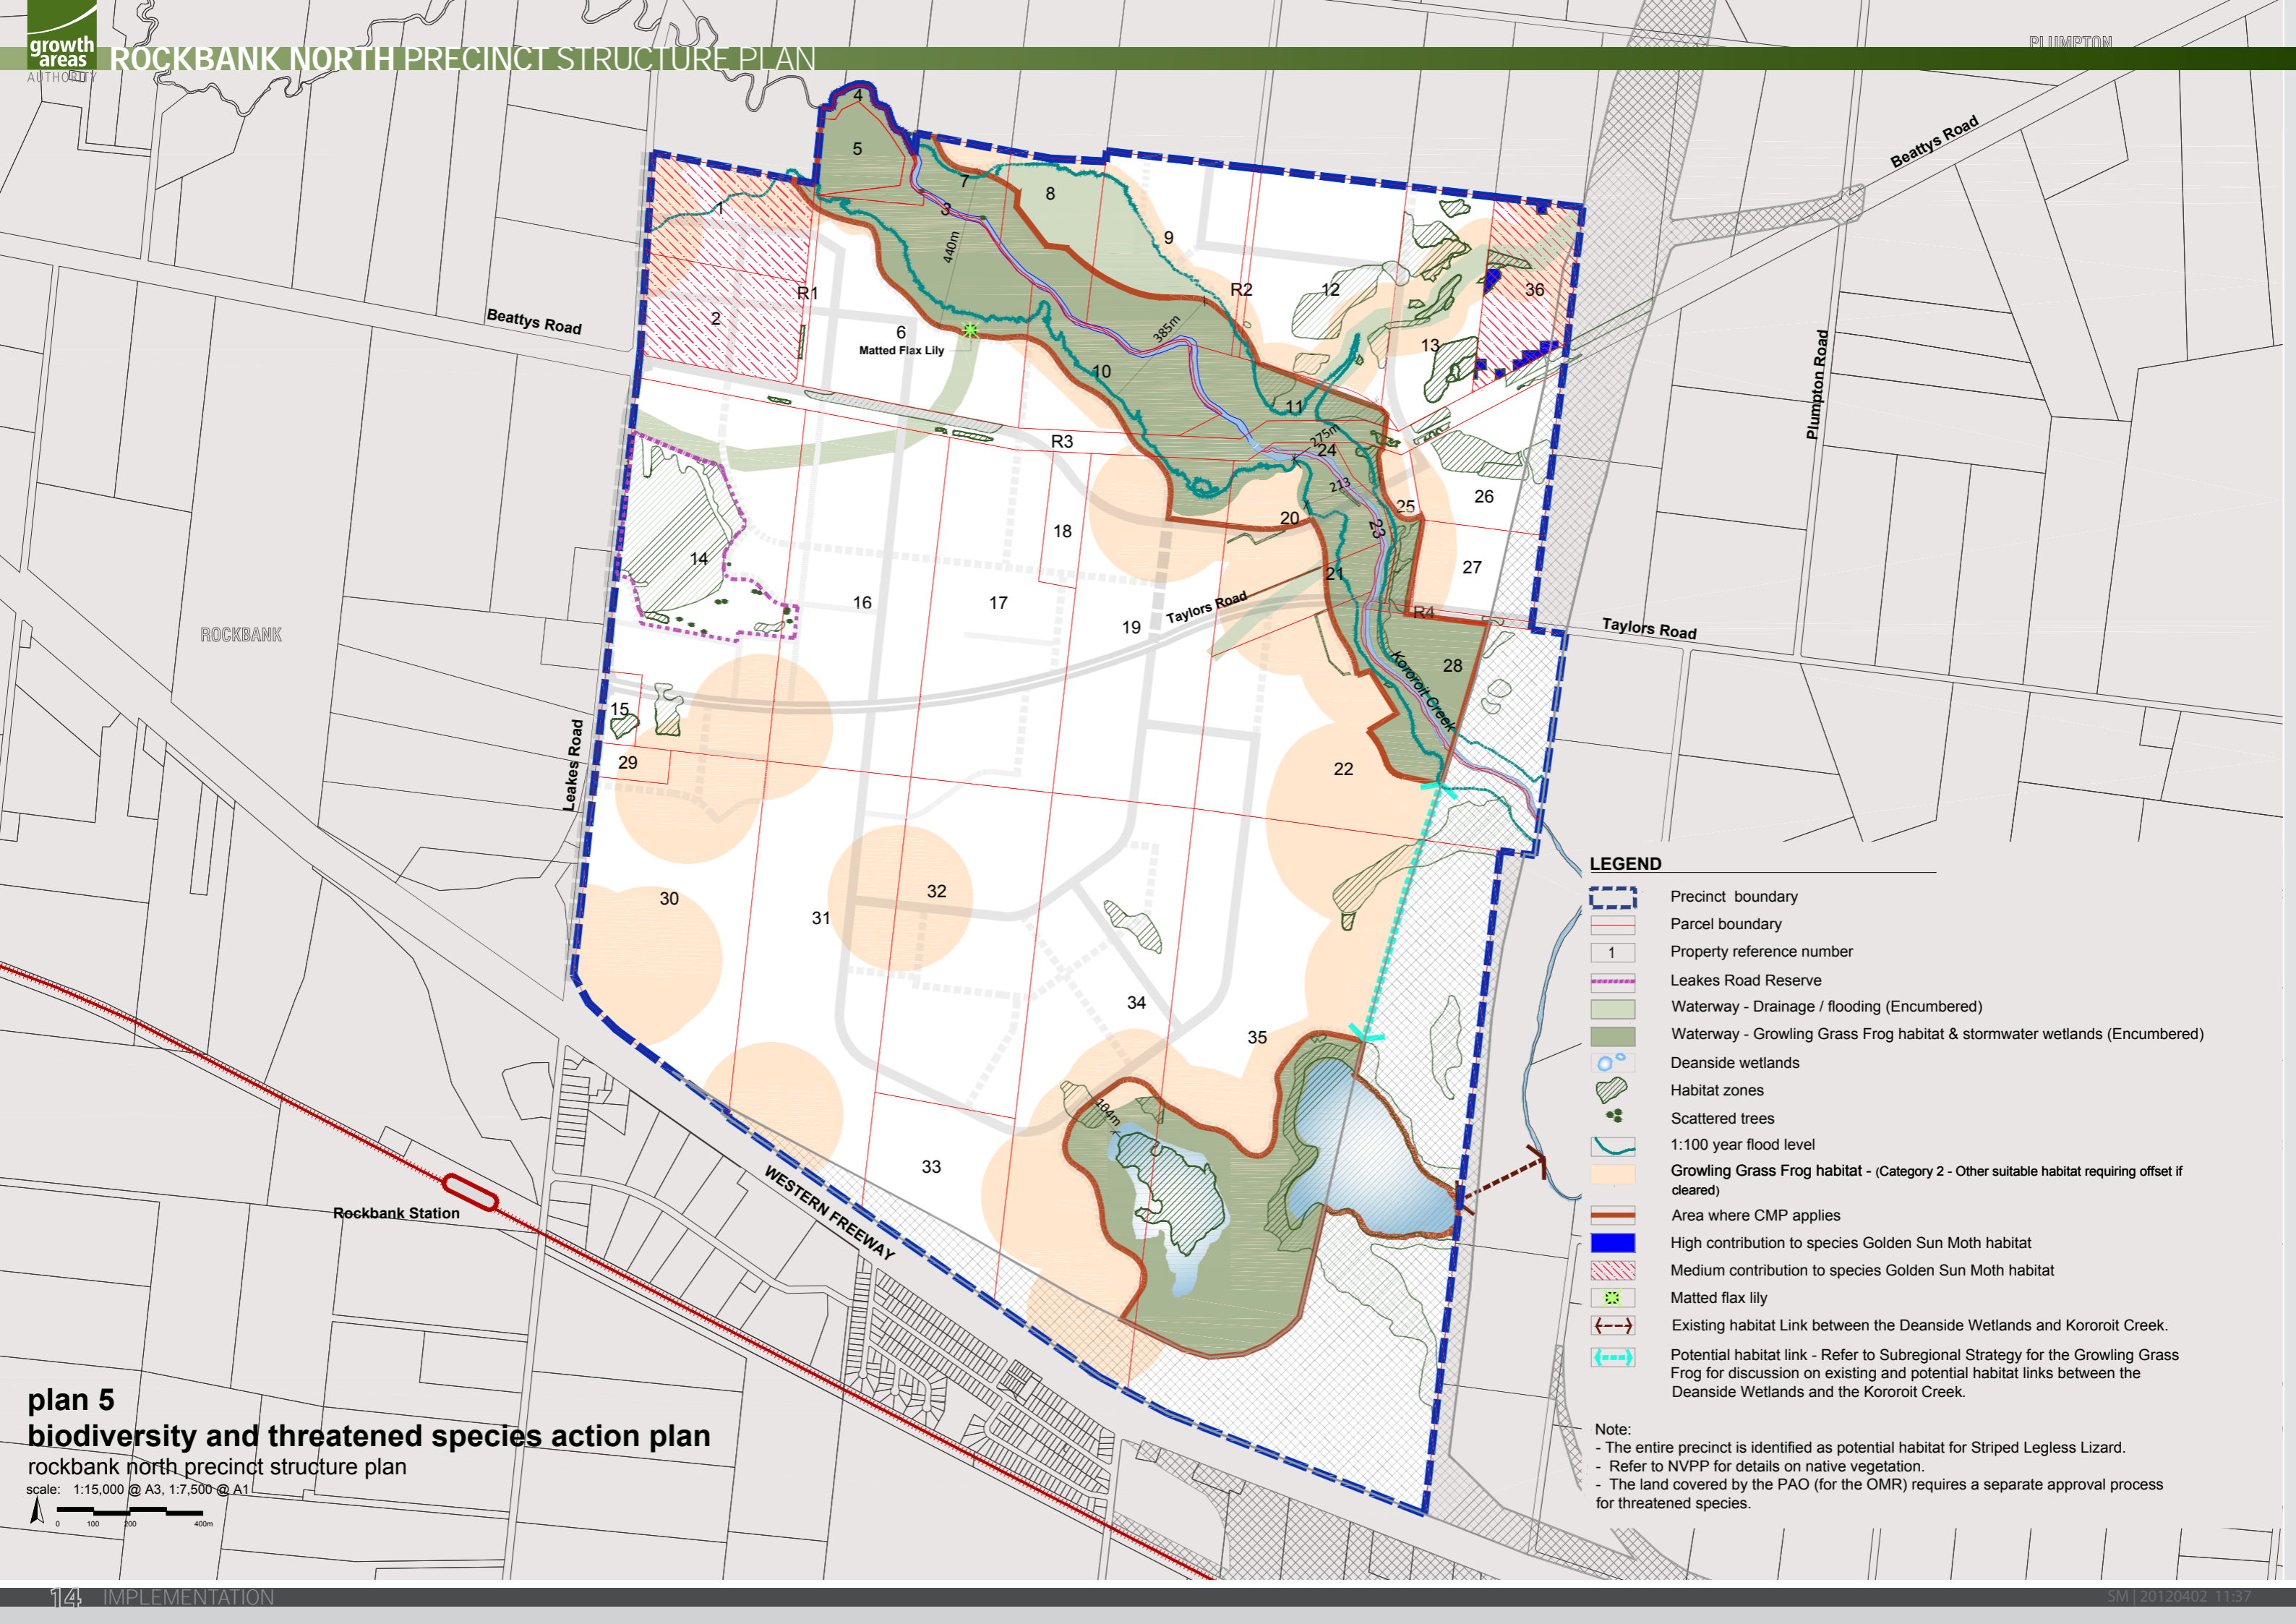 growth
areas
AUTHORITY
ROCKBANK NORTH PRECINCT STRUCTURE PLAN
PLUMPTON
Beattys Road
4
5
7
8
3
1
9
440m
R1
R2
12
36
2
6
Matted Flax Lily
385m
13
Beattys Road
10
11
Plumpton Road
275m
R3
24
213
26
25
20
23
18
14
27
21
16
17
Taylors Road
19
R4
Taylors Road
ROCKBANK
28
Kororoit Creek
15
29
22
Leakes Road
30
32
31
34
35
104m
33
WESTERN FREEWAY
Rockbank Station
LEGEND
Precinct boundary
Parcel boundary
1 Property reference number
Leakes Road Reserve
Waterway - Drainage / flooding (Encumbered)
Waterway - Growling Grass Frog habitat & stormwater wetlands (Encumbered)
Deanside wetlands
Habitat zones
Scattered trees
1:100 year flood level
Growling Grass Frog habitat - (Category 2 - Other suitable habitat requiring offset if
cleared)
Area where CMP applies
High contribution to species Golden Sun Moth habitat
Medium contribution to species Golden Sun Moth habitat
Matted flax lily
Existing habitat Link between the Deanside Wetlands and Kororoit Creek.
Potential habitat link - Refer to Subregional Strategy for the Growling Grass
Frog for discussion on existing and potential habitat links between the
Deanside Wetlands and the Kororoit Creek.
Note:
- The entire precinct is identified as potential habitat for Striped Legless Lizard.
- Refer to NVPP for details on native vegetation.
- The land covered by the PAO (for the OMR) requires a separate approval process
for threatened species.
plan 5
biodiversity and threatened species action plan
rockbank north precinct structure plan
scale: 1:15,000 @ A3, 1:7,500 @ A1
0 100 200 400m
14 IMPLEMENTATION
SM | 20120402 11:37